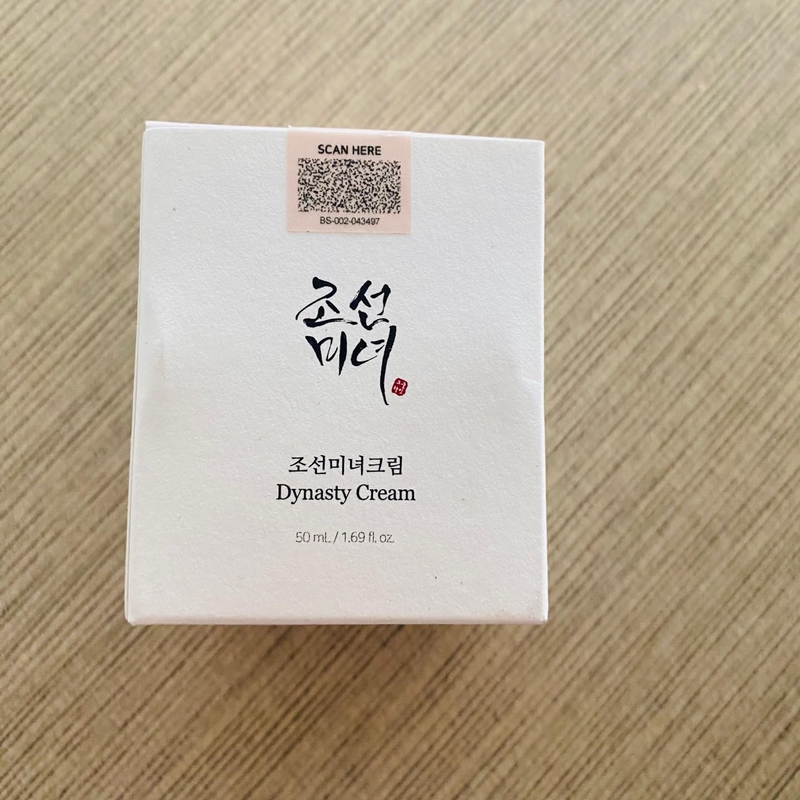 SCAN HERE
BS-002-043497
조선
미녀
조선미녀크림
Dynasty Cream
50 mL / 1.69 fl. oz.